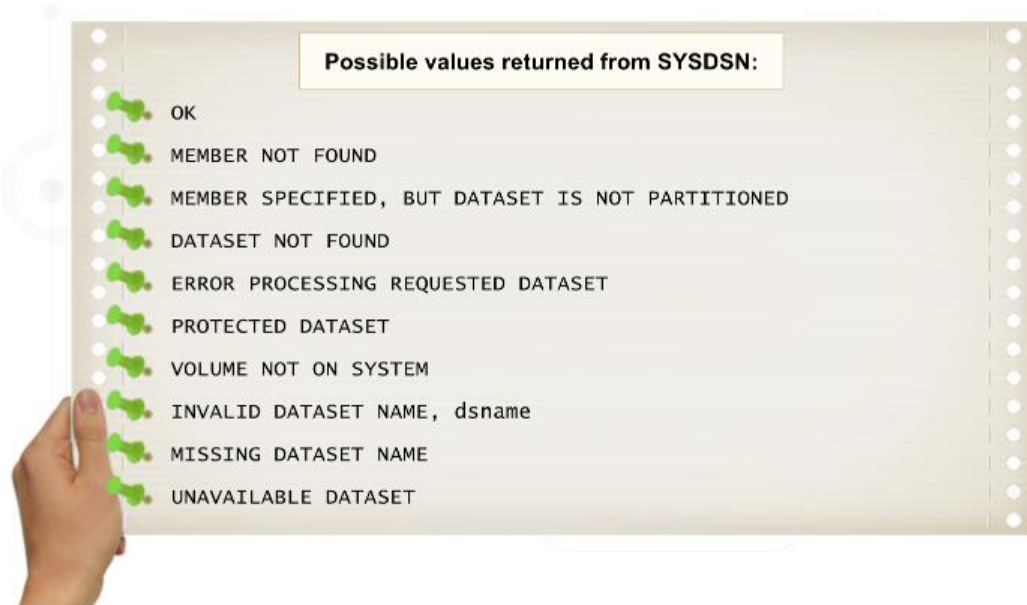 Possible values returned from SYSDSN:
OK
MEMBER NOT FOUND
MEMBER SPECIFIED, BUT DATASET IS NOT PARTITIONED
DATASET NOT FOUND
ERROR PROCESSING REQUESTED DATASET
PROTECTED DATASET
VOLUME NOT ON SYSTEM
INVALID DATASET NAME, dsname
MISSING DATASET NAME
UNAVAILABLE DATASET